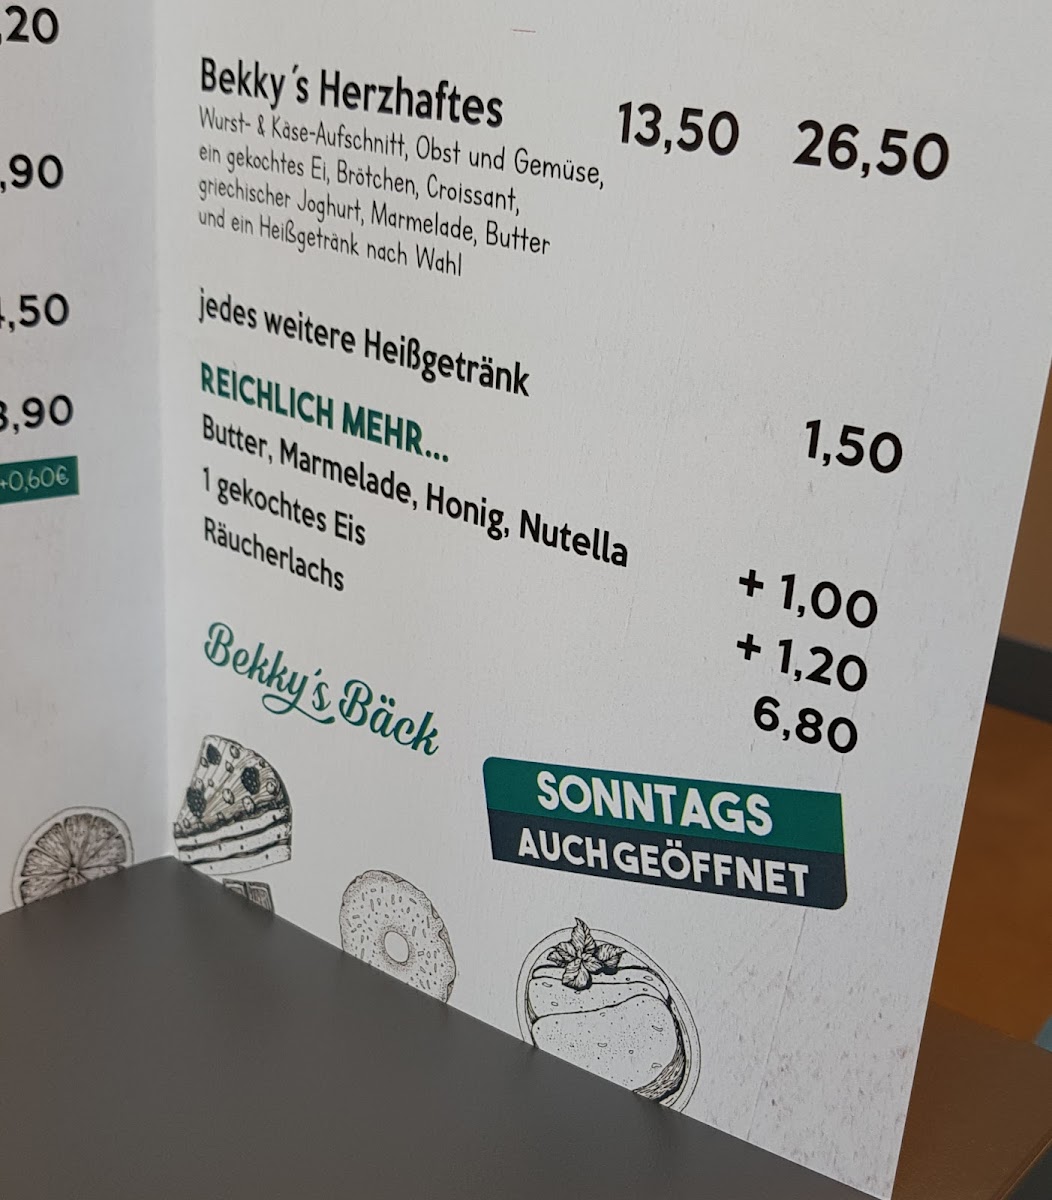 ,20
,90
,50
,90
+0,60€
Bekky´s Herzhaftes 13,50 26,50
Wurst- & Käse-Aufschnitt, Obst und Gemüse,
ein gekochtes Ei, Brötchen, Croissant,
griechischer Joghurt, Marmelade, Butter
und ein Heißgetränk nach Wahl
jedes weitere Heißgetränk 1,50
REICHLICH MEHR...
Butter, Marmelade, Honig, Nutella + 1,00
1 gekochtes Eis + 1,20
Räucherlachs 6,80
Bekky's Bäck
SONNTAGS
AUCH GEÖFFNET